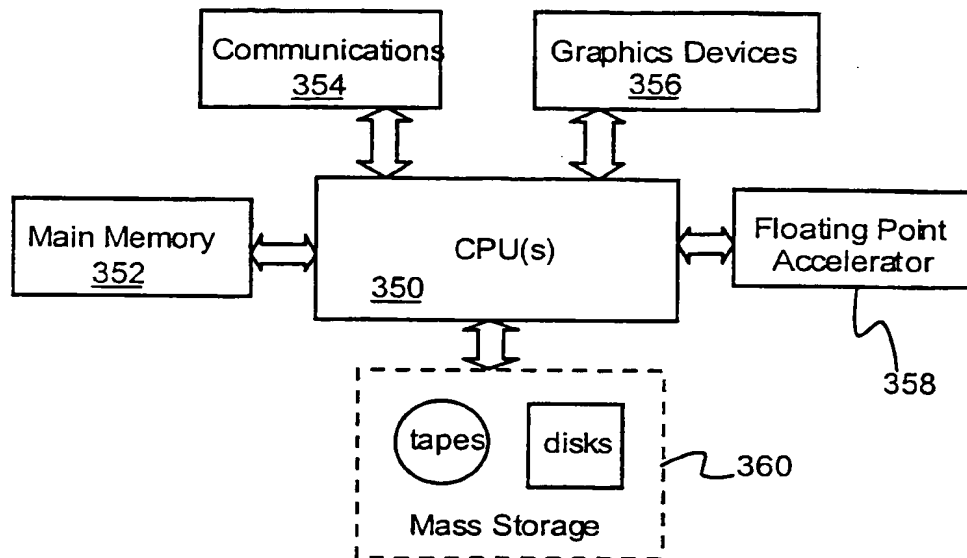 Communications
354
Graphics Devices
356
Main Memory
352
CPU(s)
350
Floating Point
Accelerator
358
tapes
disks
360
Mass Storage